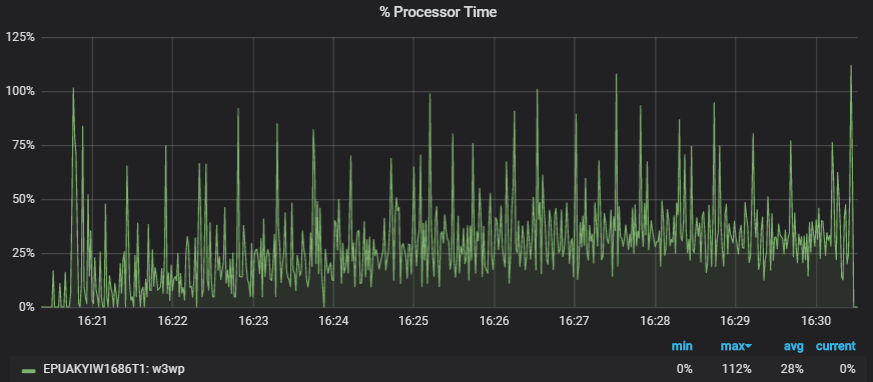 % Processor Time
125%
100%
75%
50%
25%
0%
16:21 16:22 16:23 16:24 16:25 16:26 16:27 16:28 16:29 16:30
min max avg current
EPUAKYIW1686T1: w3wp 0% 112% 28% 0%